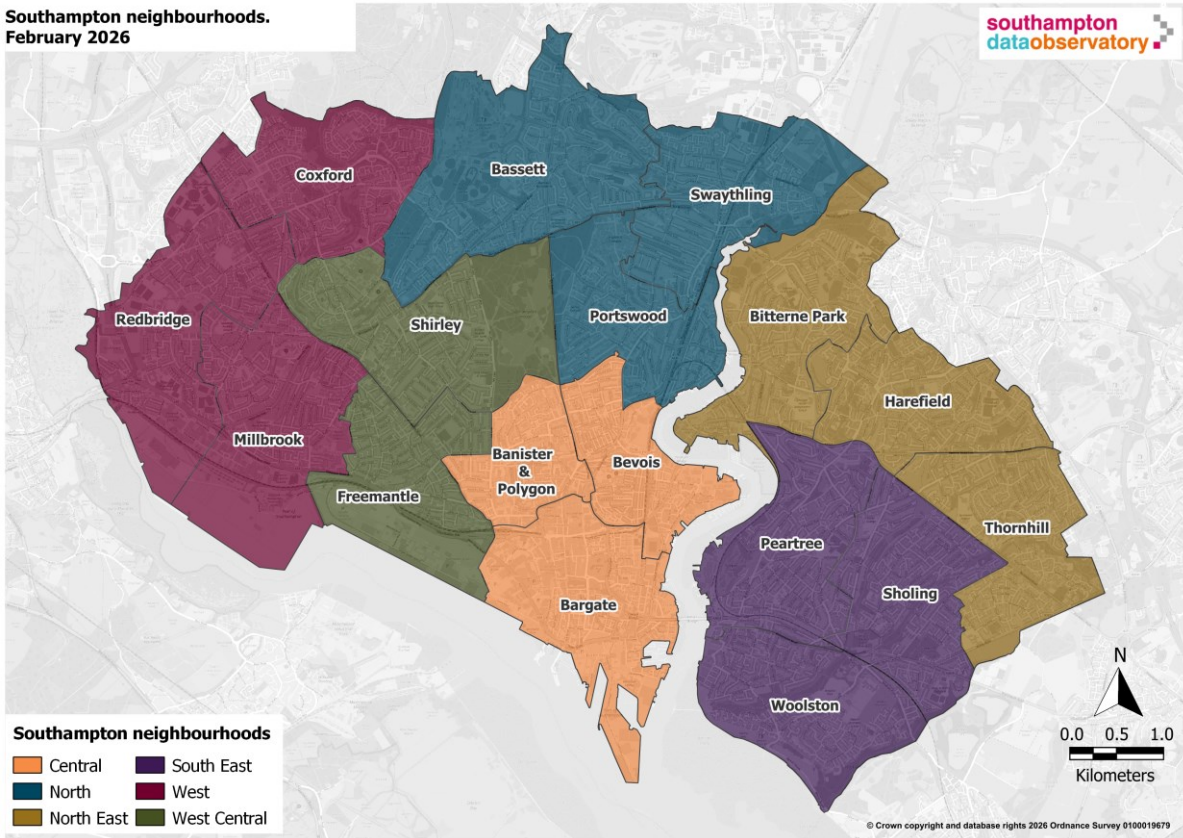 Southampton neighbourhoods.
February 2026
southampton
dataobservatory
Coxford
Bassett
Swaythling
Redbridge
Shirley
Portswood
Bitterne Park
Harefield
Millbrook
Banister
&
Polygon
Bevois
Freemantle
Thornhill
Peartree
Sholing
Bargate
Woolston
N
0.0 0.5 1.0
Kilometers
Southampton neighbourhoods
Central
South East
North
West
North East
West Central
© Crown copyright and database rights 2026 Ordnance Survey 0100019679